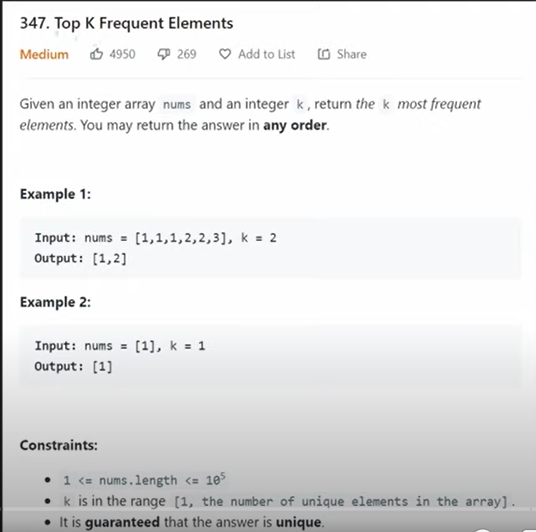 347. Top K Frequent Elements
Medium 4950 269 Add to List Share
Given an integer array nums and an integer k, return the k most frequent
elements. You may return the answer in any order.
Example 1:
Input: nums = [1,1,1,2,2,3], k = 2
Output: [1,2]
Example 2:
Input: nums = [1], k = 1
Output: [1]
Constraints:
• 1 <= nums.length <= 10⁵
• k is in the range [1, the number of unique elements in the array].
• It is guaranteed that the answer is unique.